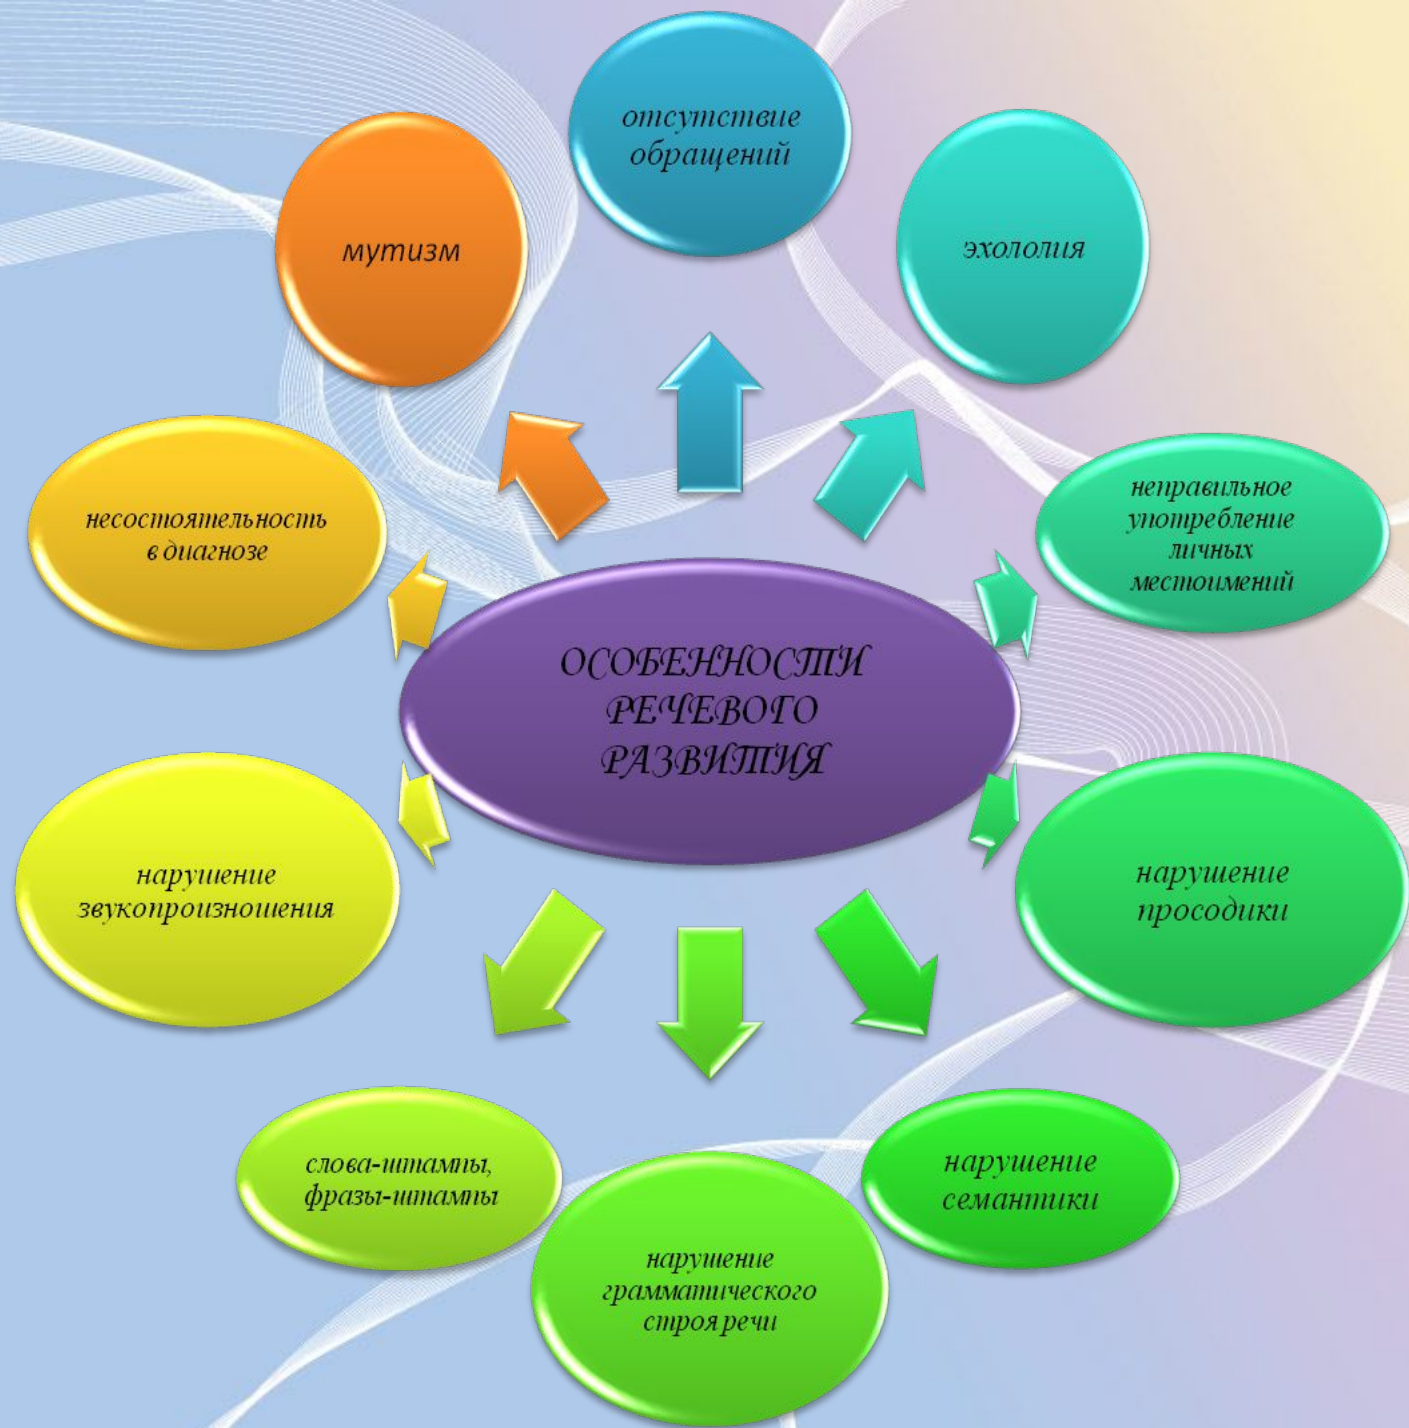 отсутствие
обращений
мутизм
эхололия
несостоятельность
в диагнозе
неправильное
употребление
личных
местоимений
ОСОБЕННОСТИ
РЕЧЕВОГО
РАЗВИТИЯ
нарушение
звукопроизношения
нарушение
просодики
слова-штампы,
фразы-штампы
нарушение
семантики
нарушение
грамматического
строя речи